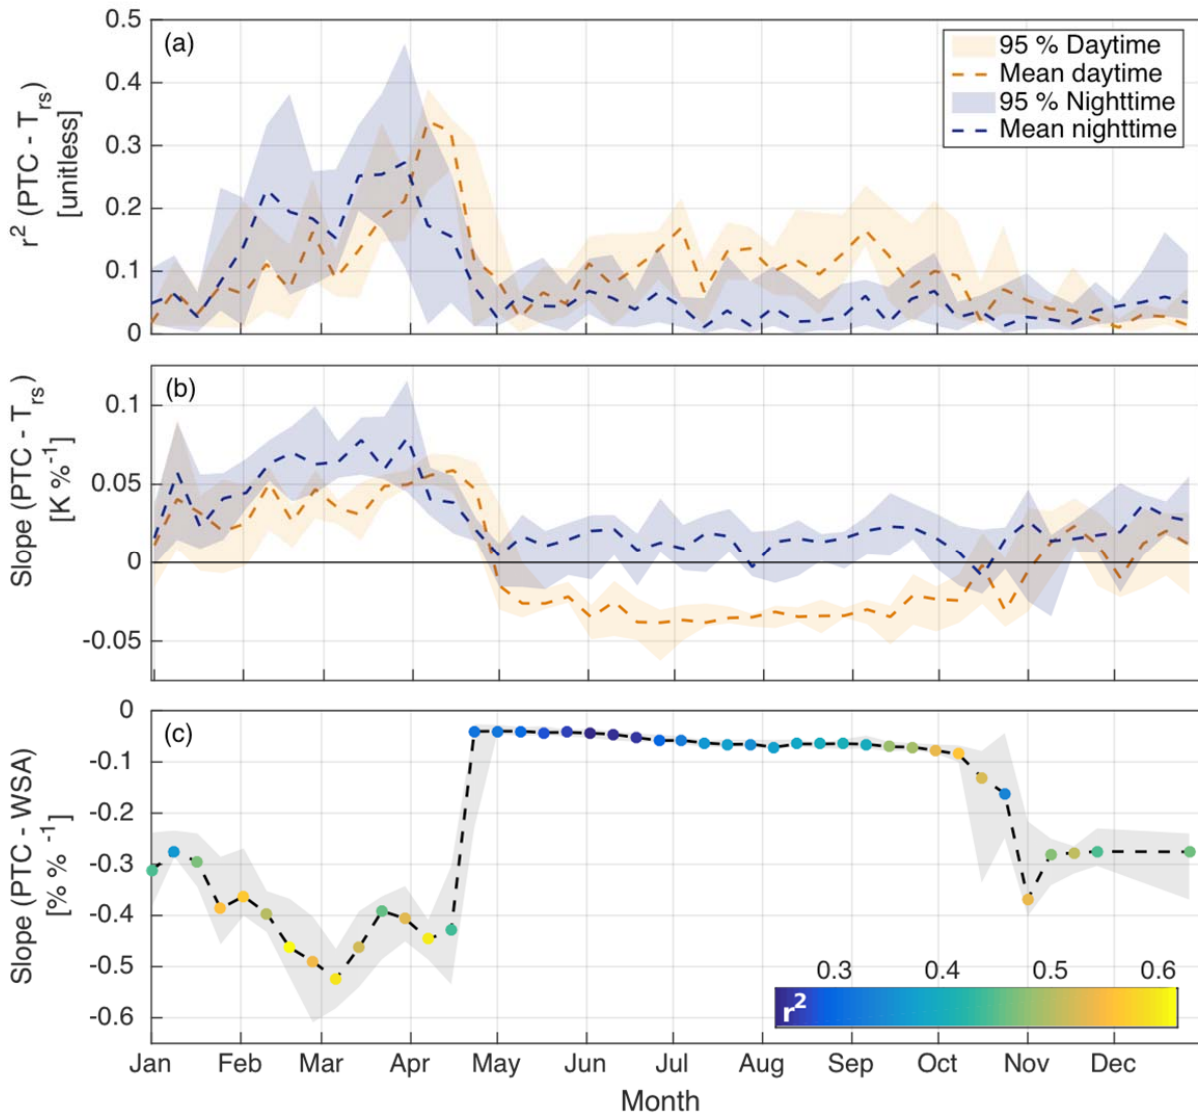 0.5
0.4
0.3
0.2
0.1
0
r² (PTC - Trs)
[unitless]
(a)
95 % Daytime
Mean daytime
95 % Nighttime
Mean nighttime
0.1
0.05
0
-0.05
Slope (PTC - Trs)
[K %⁻¹]
(b)
0
-0.1
-0.2
-0.3
-0.4
-0.5
-0.6
Slope (PTC - WSA)
[% % ⁻¹]
(c)
0.3 0.4 0.5 0.6
r²
Jan Feb Mar Apr May Jun Jul Aug Sep Oct Nov Dec
Month